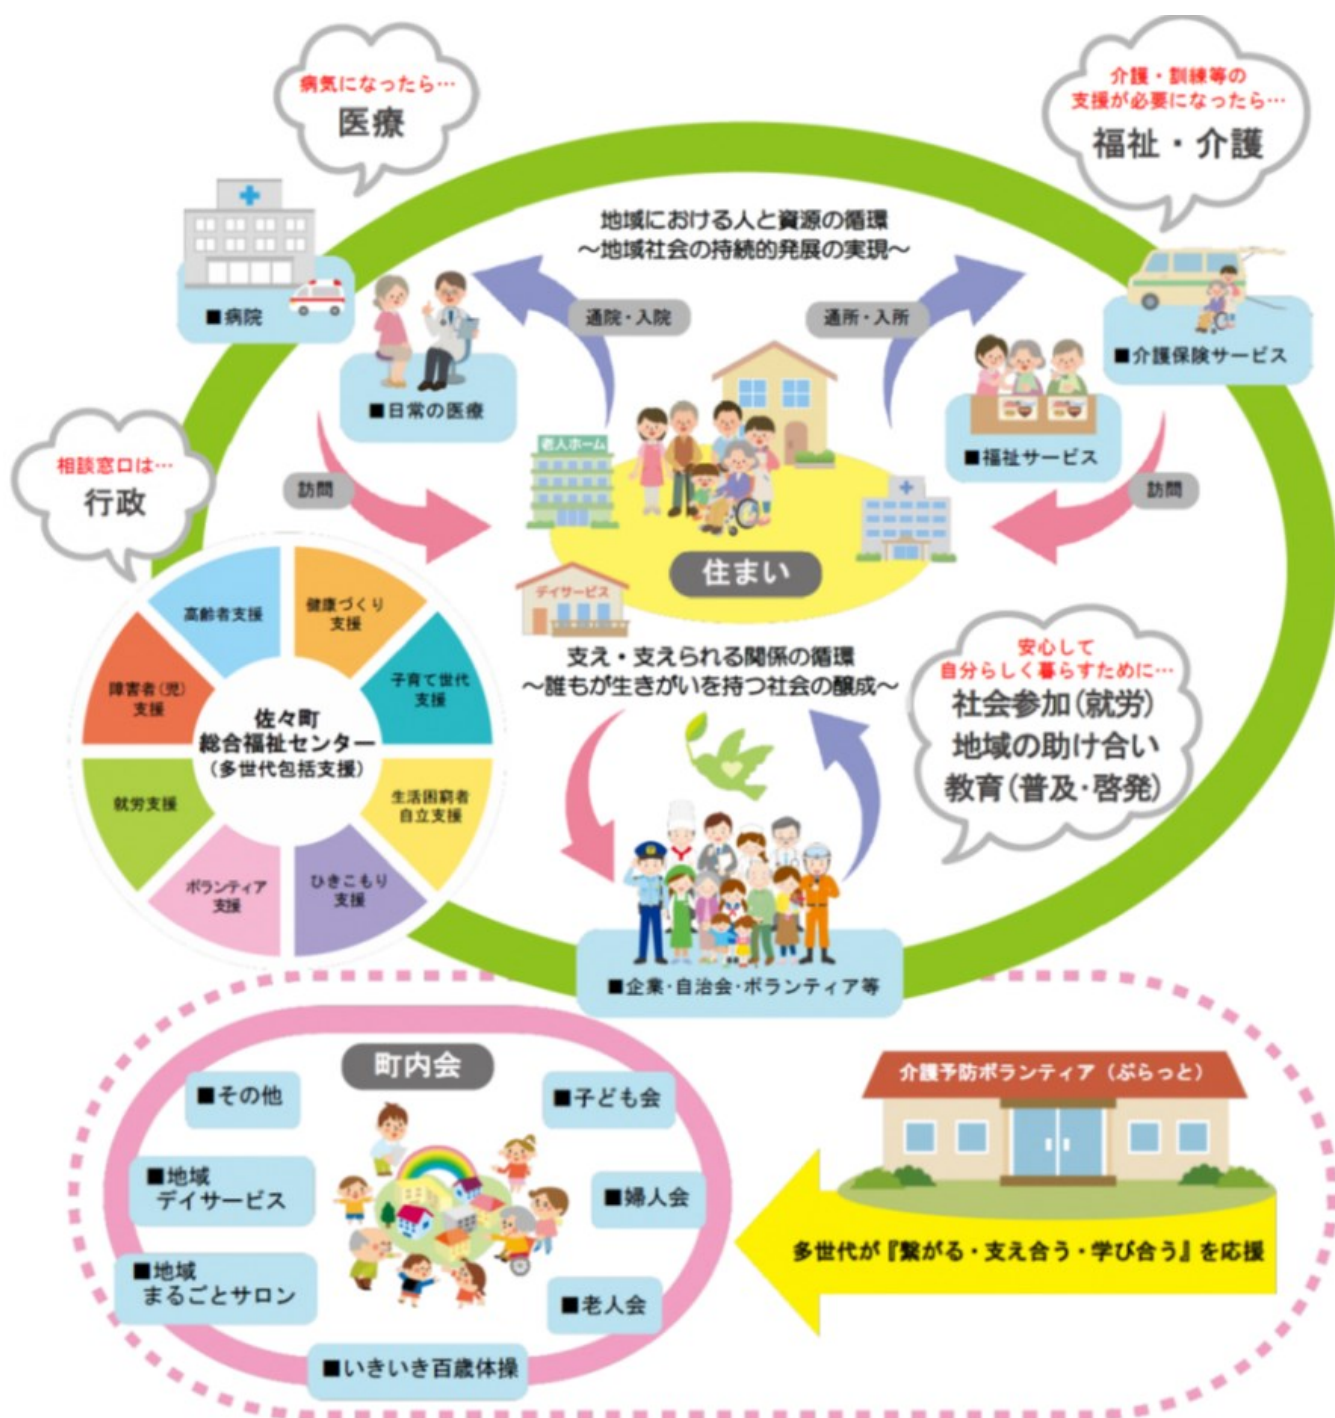 病気になったら…
医療
介護・訓練等の
支援が必要になったら…
福祉・介護
地域における人と資源の循環
～地域社会の持続的発展の実現～
■病院
通院・入院
通所・入所
■介護保険サービス
■日常の医療
■福祉サービス
老人ホーム
相談窓口は…
行政
訪問
訪問
住まい
デイサービス
支え・支えられる関係の循環
～誰もが生きがいを持つ社会の醸成～
安心して
自分らしく暮らすために…
社会参加(就労)
地域の助け合い
教育(普及・啓発)
高齢者支援
健康づくり
支援
子育て世代
支援
生活困窮者
自立支援
ひきこもり
支援
ボランティア
支援
就労支援
障害者(児)
支援
佐々町
総合福祉センター
(多世代包括支援)
■企業・自治会・ボランティア等
町内会
■その他
■子ども会
■地域
デイサービス
■婦人会
■地域
まるごとサロン
■老人会
■いきいき百歳体操
介護予防ボランティア（ぷらっと）
多世代が『繋がる・支え合う・学び合う』を応援